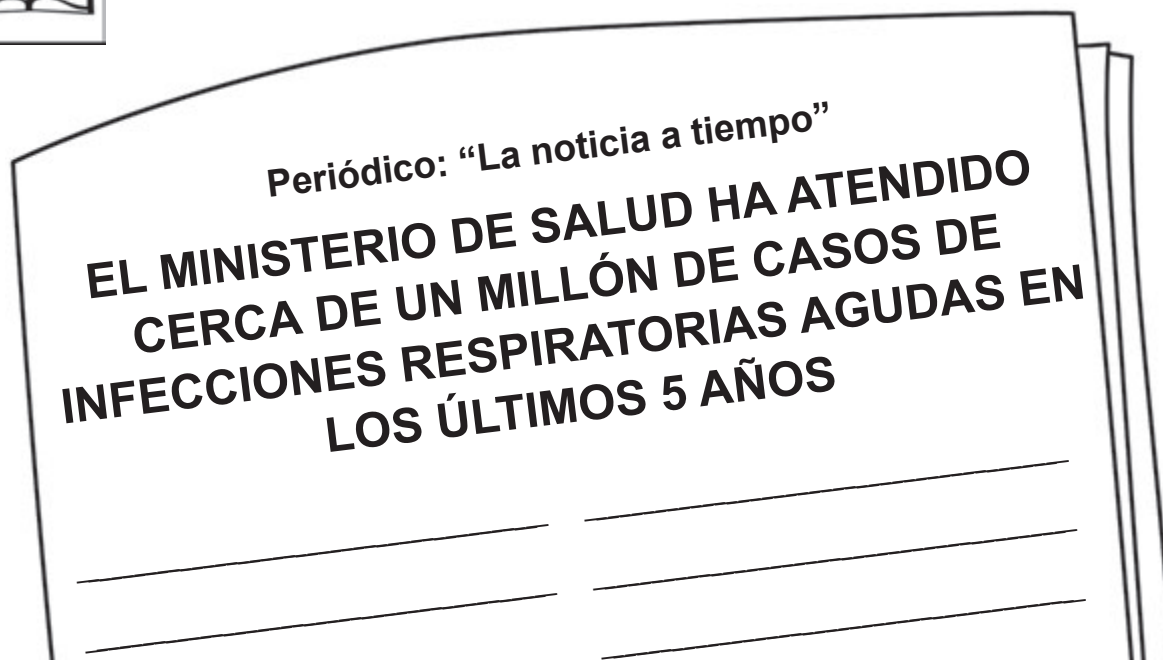 Periódico: “La noticia a tiempo”
EL MINISTERIO DE SALUD HA ATENDIDO
CERCA DE UN MILLÓN DE CASOS DE
INFECCIONES RESPIRATORIAS AGUDAS EN
LOS ÚLTIMOS 5 AÑOS